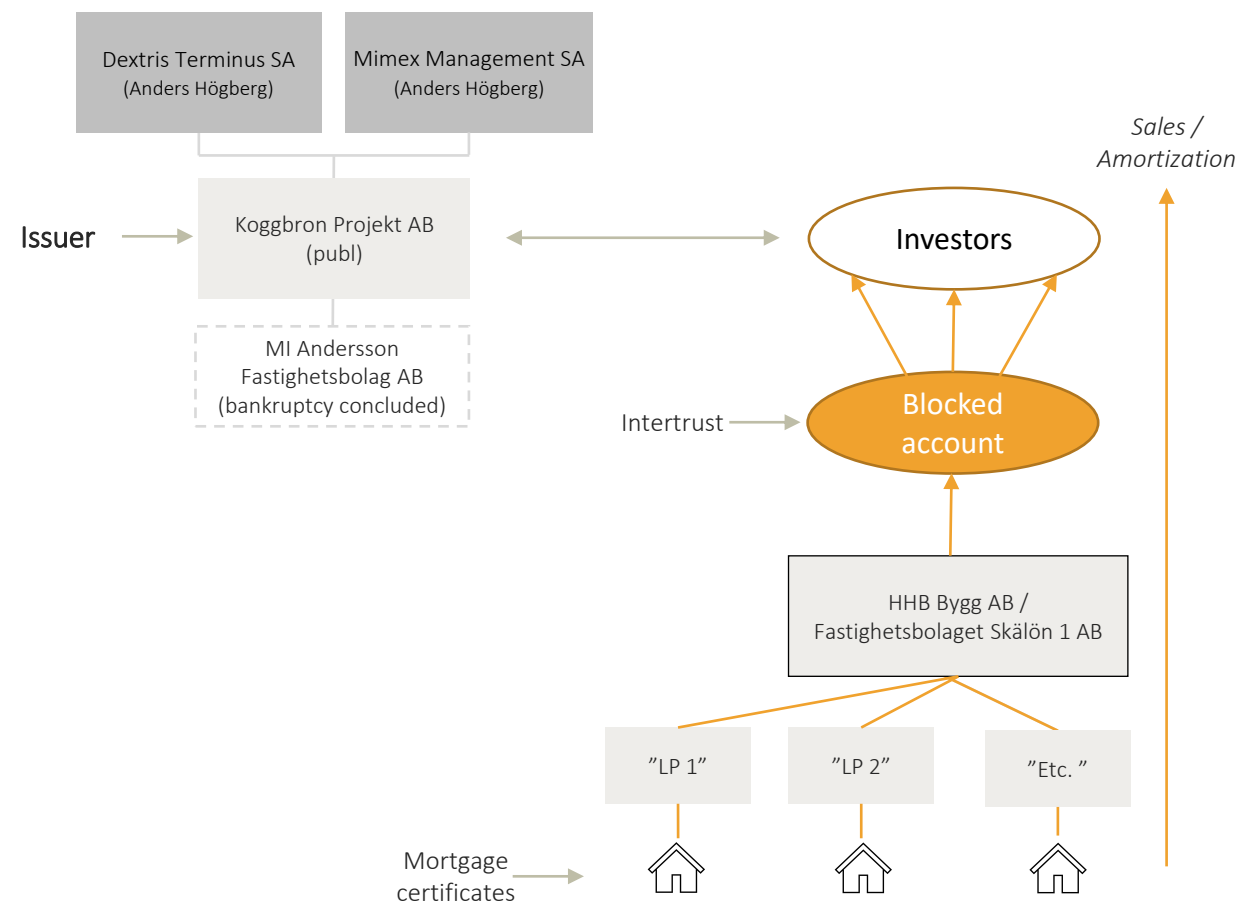 Dextris Terminus SA
(Anders Högberg)
Mimex Management SA
(Anders Högberg)
Sales /
Amortization
Issuer
Koggbron Projekt AB
(publ)
Investors
MI Andersson
Fastighetsbolag AB
(bankruptcy concluded)
Intertrust
Blocked
account
HHB Bygg AB /
Fastighetsbolaget Skälön 1 AB
”LP 1”
”LP 2”
”Etc. ”
Mortgage
certificates